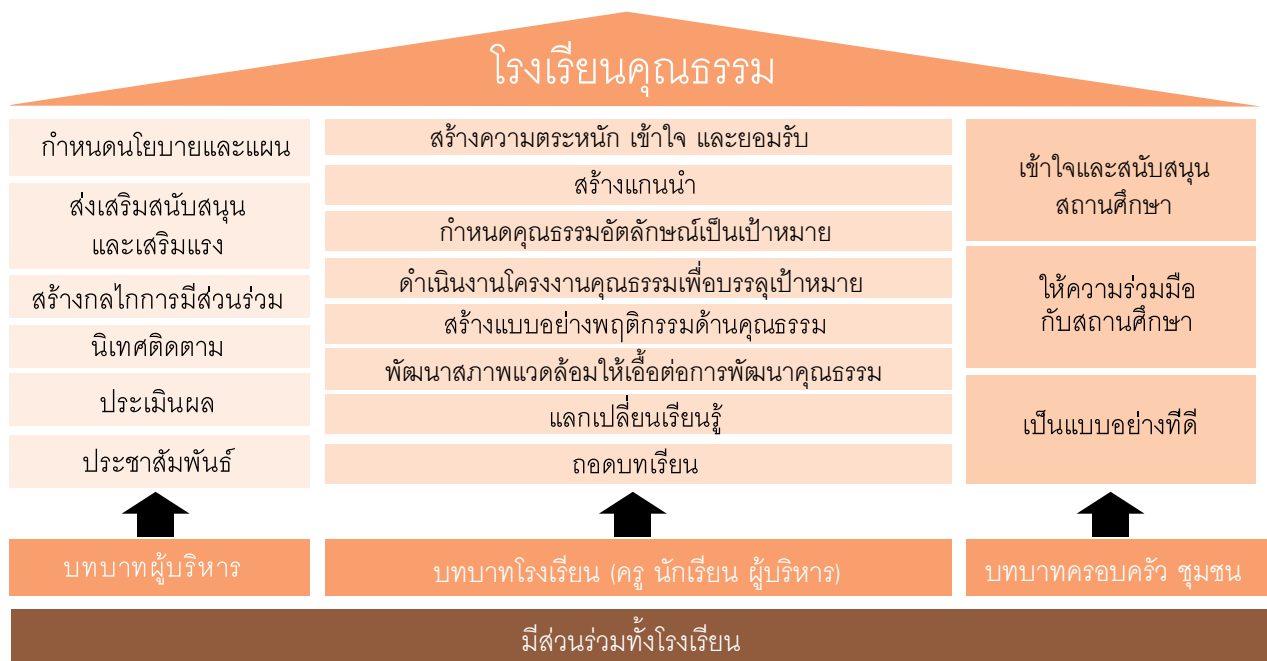 โรงเรียนคุณธรรม
กำหนดนโยบายและแผน
ส่งเสริมสนับสนุน
และเสริมแรง
สร้างกลไกการมีส่วนร่วม
นิเทศติดตาม
ประเมินผล
ประชาสัมพันธ์
บทบาทผู้บริหาร
สร้างความตระหนัก เข้าใจ และยอมรับ
สร้างแกนนำ
กำหนดคุณธรรมอัตลักษณ์เป็นเป้าหมาย
ดำเนินงานโครงงานคุณธรรมเพื่อบรรลุเป้าหมาย
สร้างแบบอย่างพฤติกรรมด้านคุณธรรม
พัฒนาสภาพแวดล้อมให้เอื้อต่อการพัฒนาคุณธรรม
แลกเปลี่ยนเรียนรู้
ถอดบทเรียน
บทบาทโรงเรียน (ครู นักเรียน ผู้บริหาร)
เข้าใจและสนับสนุน
สถานศึกษา
ให้ความร่วมมือ
กับสถานศึกษา
เป็นแบบอย่างที่ดี
บทบาทครอบครัว ชุมชน
มีส่วนร่วมทั้งโรงเรียน